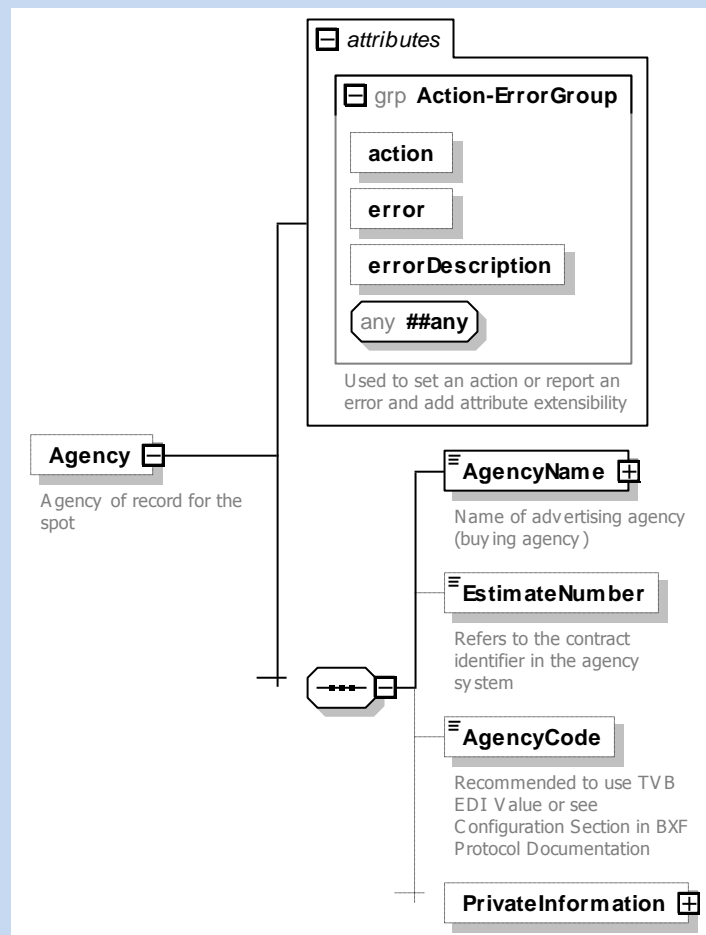 attributes
grp Action-ErrorGroup
action
error
errorDescription
any ##any
Used to set an action or report an
error and add attribute extensibility
Agency
Agency of record for the
spot
AgencyName
Name of advertising agency
(buying agency)
EstimateNumber
Refers to the contract
identifier in the agency
system
AgencyCode
Recommended to use TVB
EDI Value or see
Configuration Section in BXF
Protocol Documentation
PrivateInformation